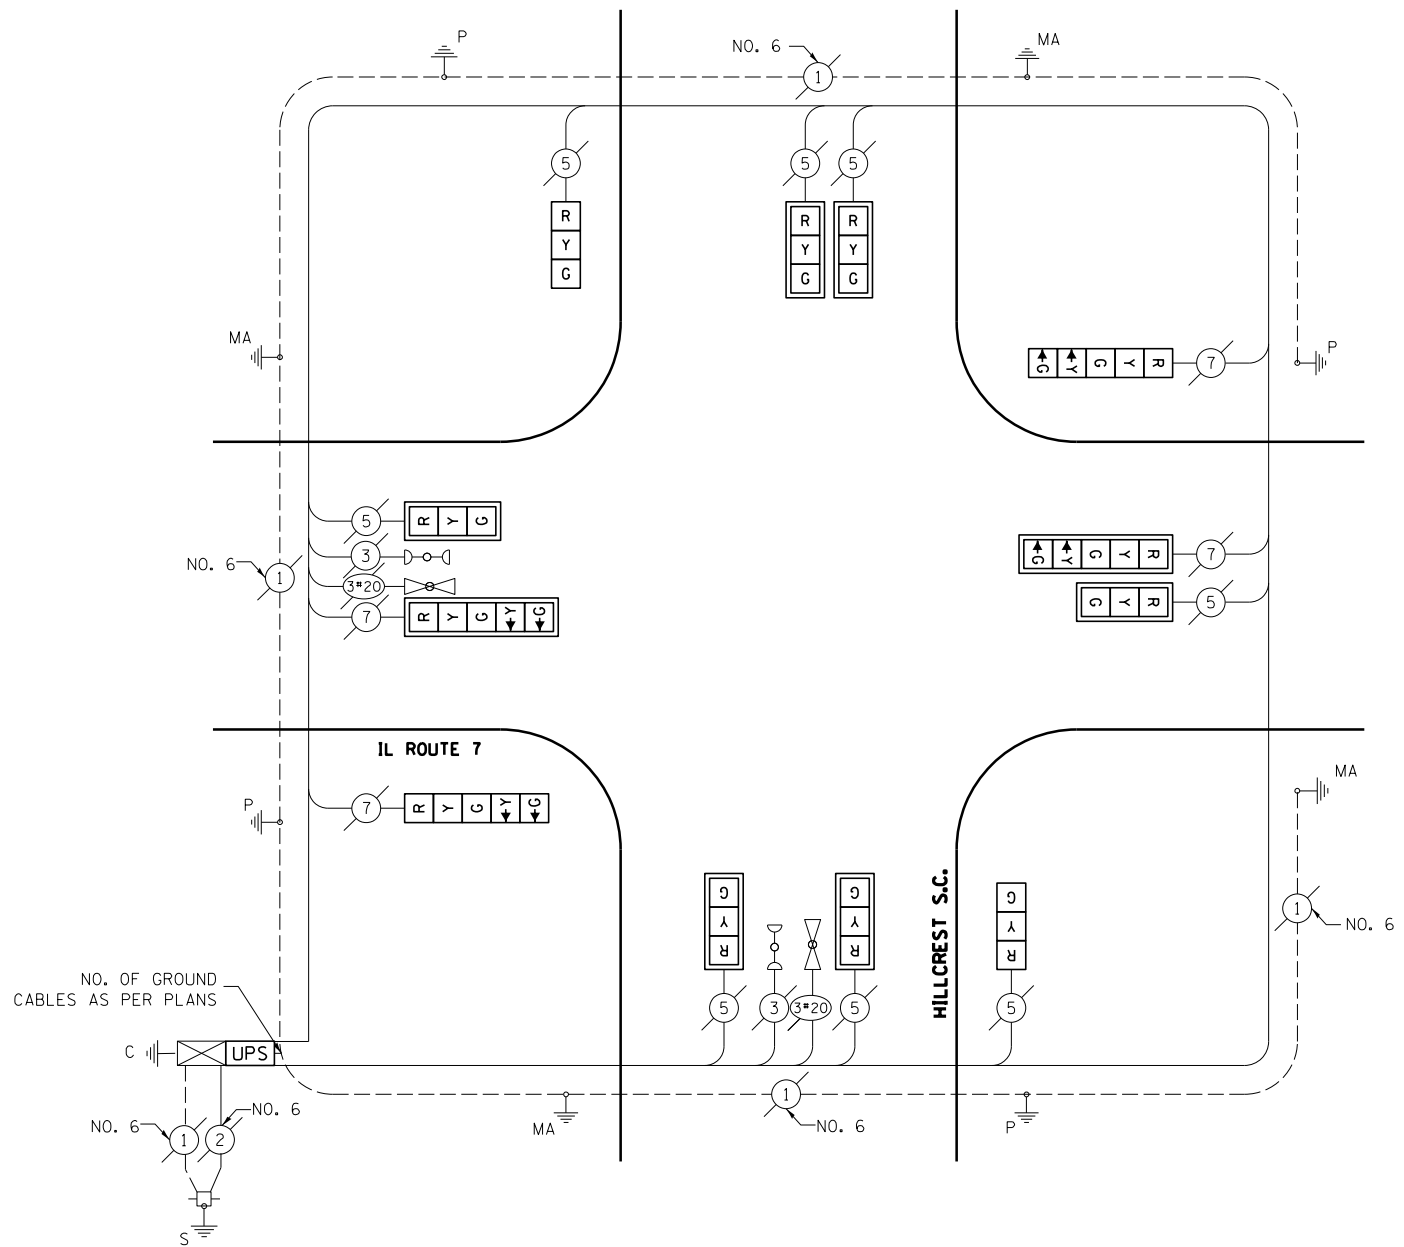 P
NO. 6
1
MA
5
5
5
R
Y
G
R
Y
G
R
Y
G
MA
G Y G Y R
7
P
5
R Y G
3
NO. 6
1
3#20
7
R Y G Y G
G Y G Y R
7
G Y R
5
IL ROUTE 7
P
7
R Y G Y G
MA
G
Y
R
G
Y
R
G
Y
R
HILLCREST S.C.
1
NO. 6
5
3
3#20
5
5
NO. OF GROUND
CABLES AS PER PLANS
C
UPS
MA
1
NO. 6
P
NO. 6
NO. 6
1
2
S